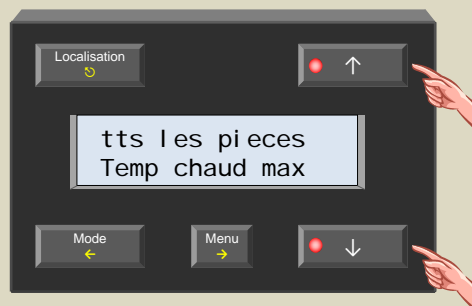 Localisation
tts les pieces
Temp chaud max
Mode
Menu